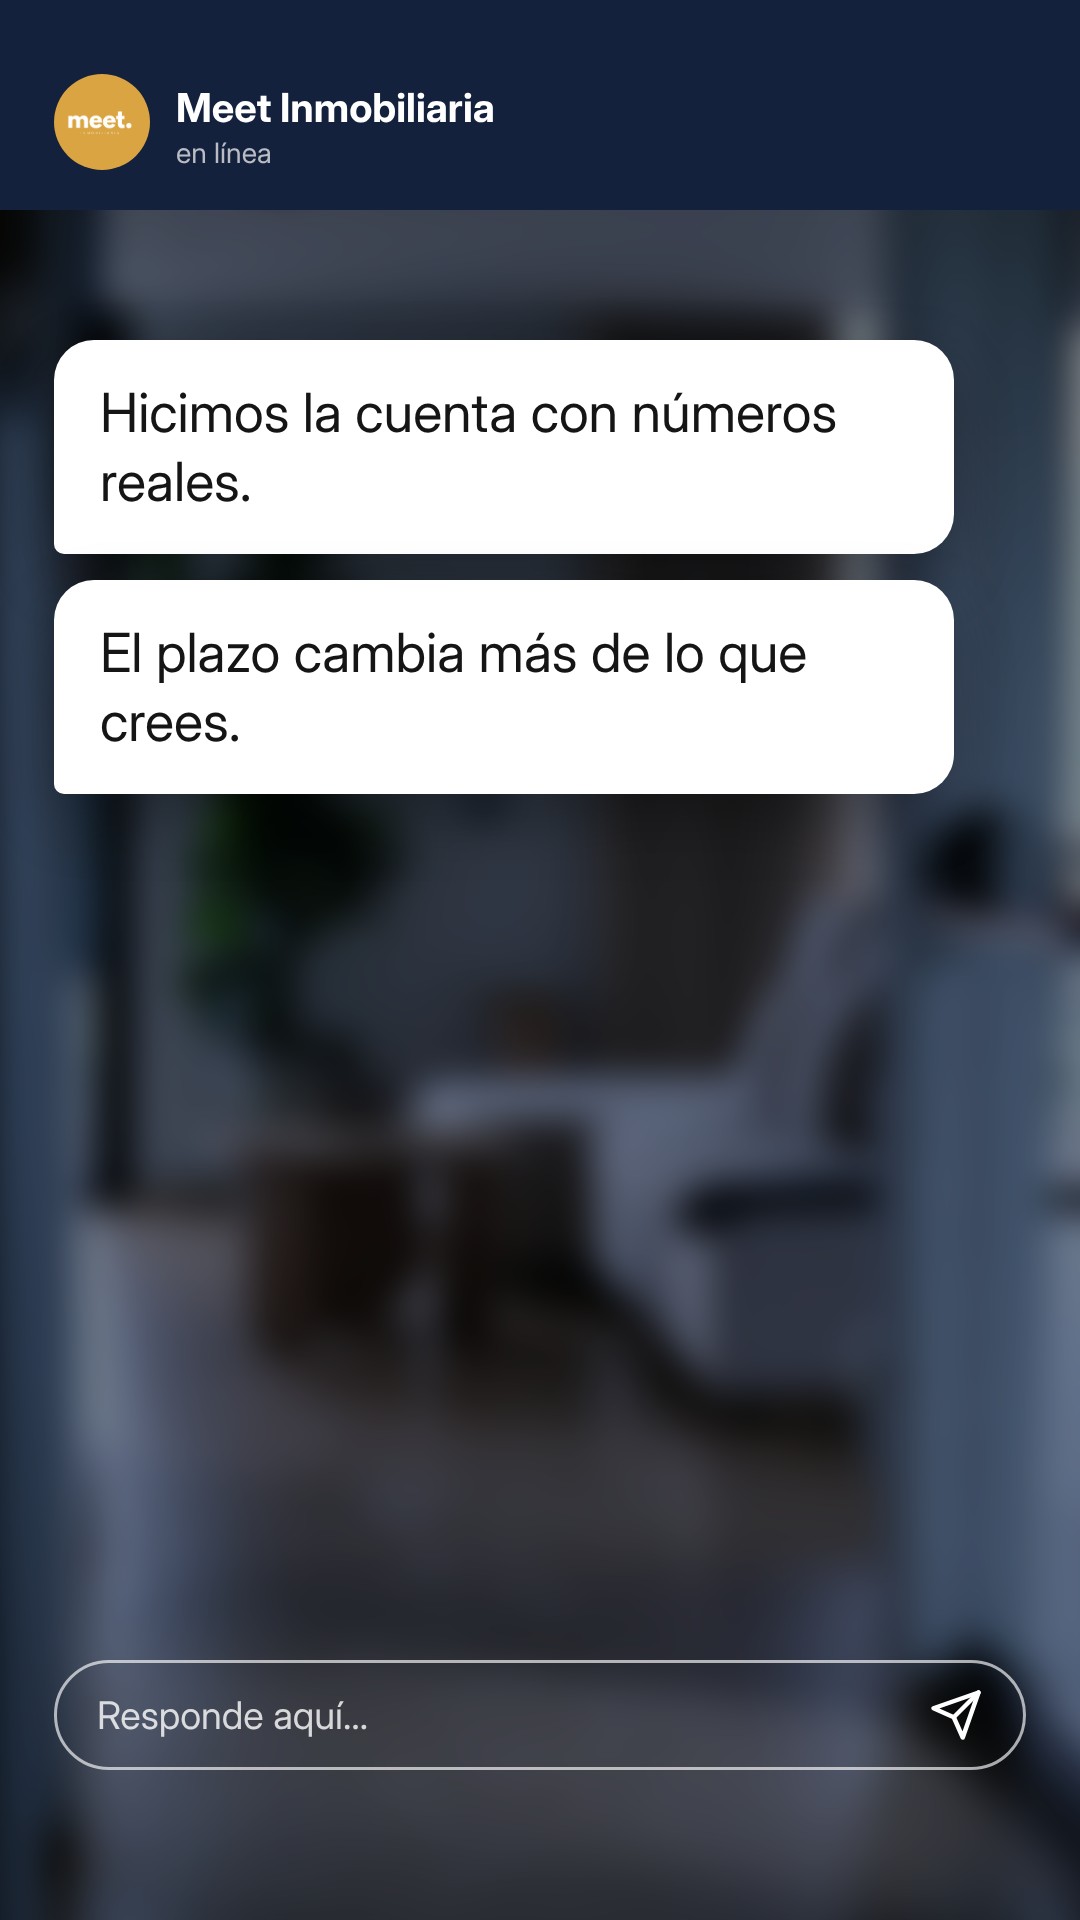 meet.
Meet Inmobiliaria
en línea
Hicimos la cuenta con números
reales.
El plazo cambia más de lo que
crees.
Responde aquí...